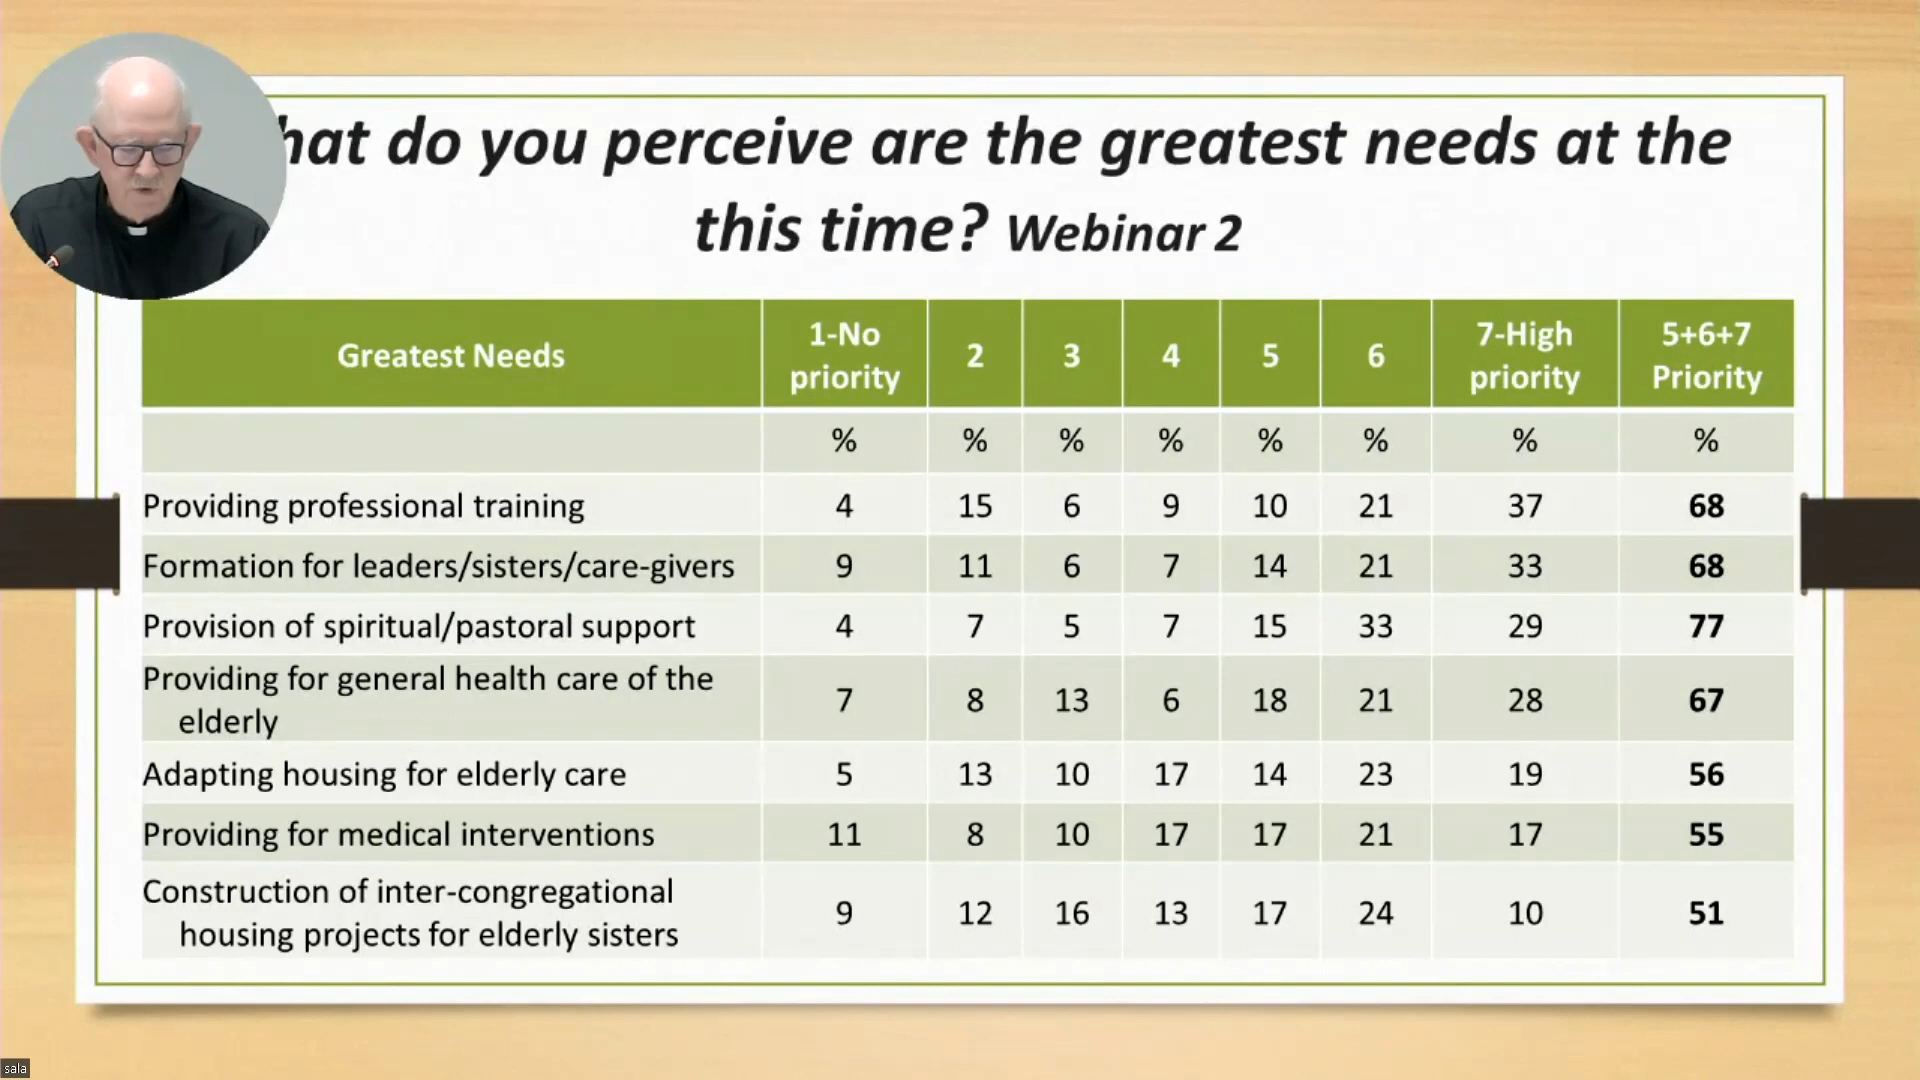 hat do you perceive are the greatest needs at the
this time? Webinar 2
Greatest Needs 1-No priority 2 3 4 5 6 7-High priority 5+6+7 Priority
% % % % % % % %
Providing professional training 4 15 6 9 10 21 37 68
Formation for leaders/sisters/care-givers 9 11 6 7 14 21 33 68
Provision of spiritual/pastoral support 4 7 5 7 15 33 29 77
Providing for general health care of the
elderly 7 8 13 6 18 21 28 67
Adapting housing for elderly care 5 13 10 17 14 23 19 56
Providing for medical interventions 11 8 10 17 17 21 17 55
Construction of inter-congregational
housing projects for elderly sisters 9 12 16 13 17 24 10 51
sala